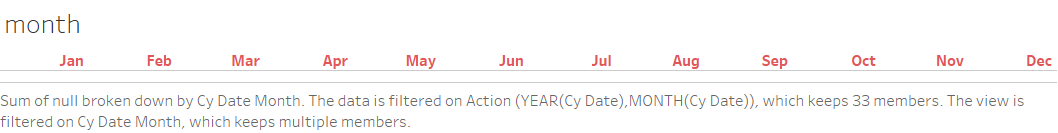 month
Jan Feb Mar Apr May Jun Jul Aug Sep Oct Nov Dec
Sum of null broken down by Cy Date Month. The data is filtered on Action (YEAR(Cy Date),MONTH(Cy Date)), which keeps 33 members. The view is
filtered on Cy Date Month, which keeps multiple members.